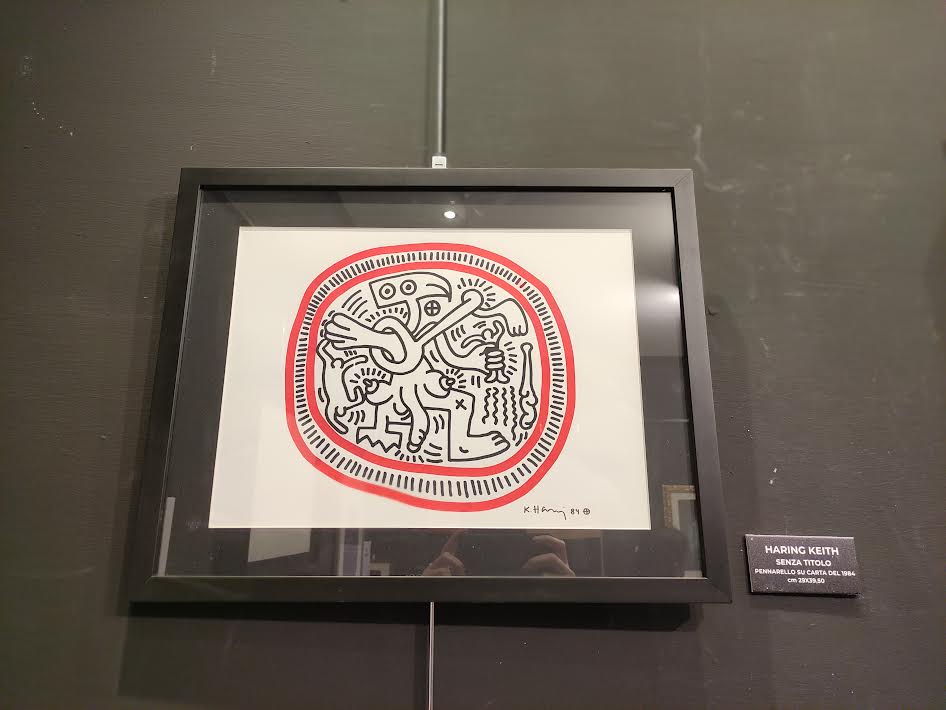 K. Haring 84 ⊕
HARING KEITH
SENZA TITOLO
PENNARELLO SU CARTA DEL 1984
cm 29X39,50